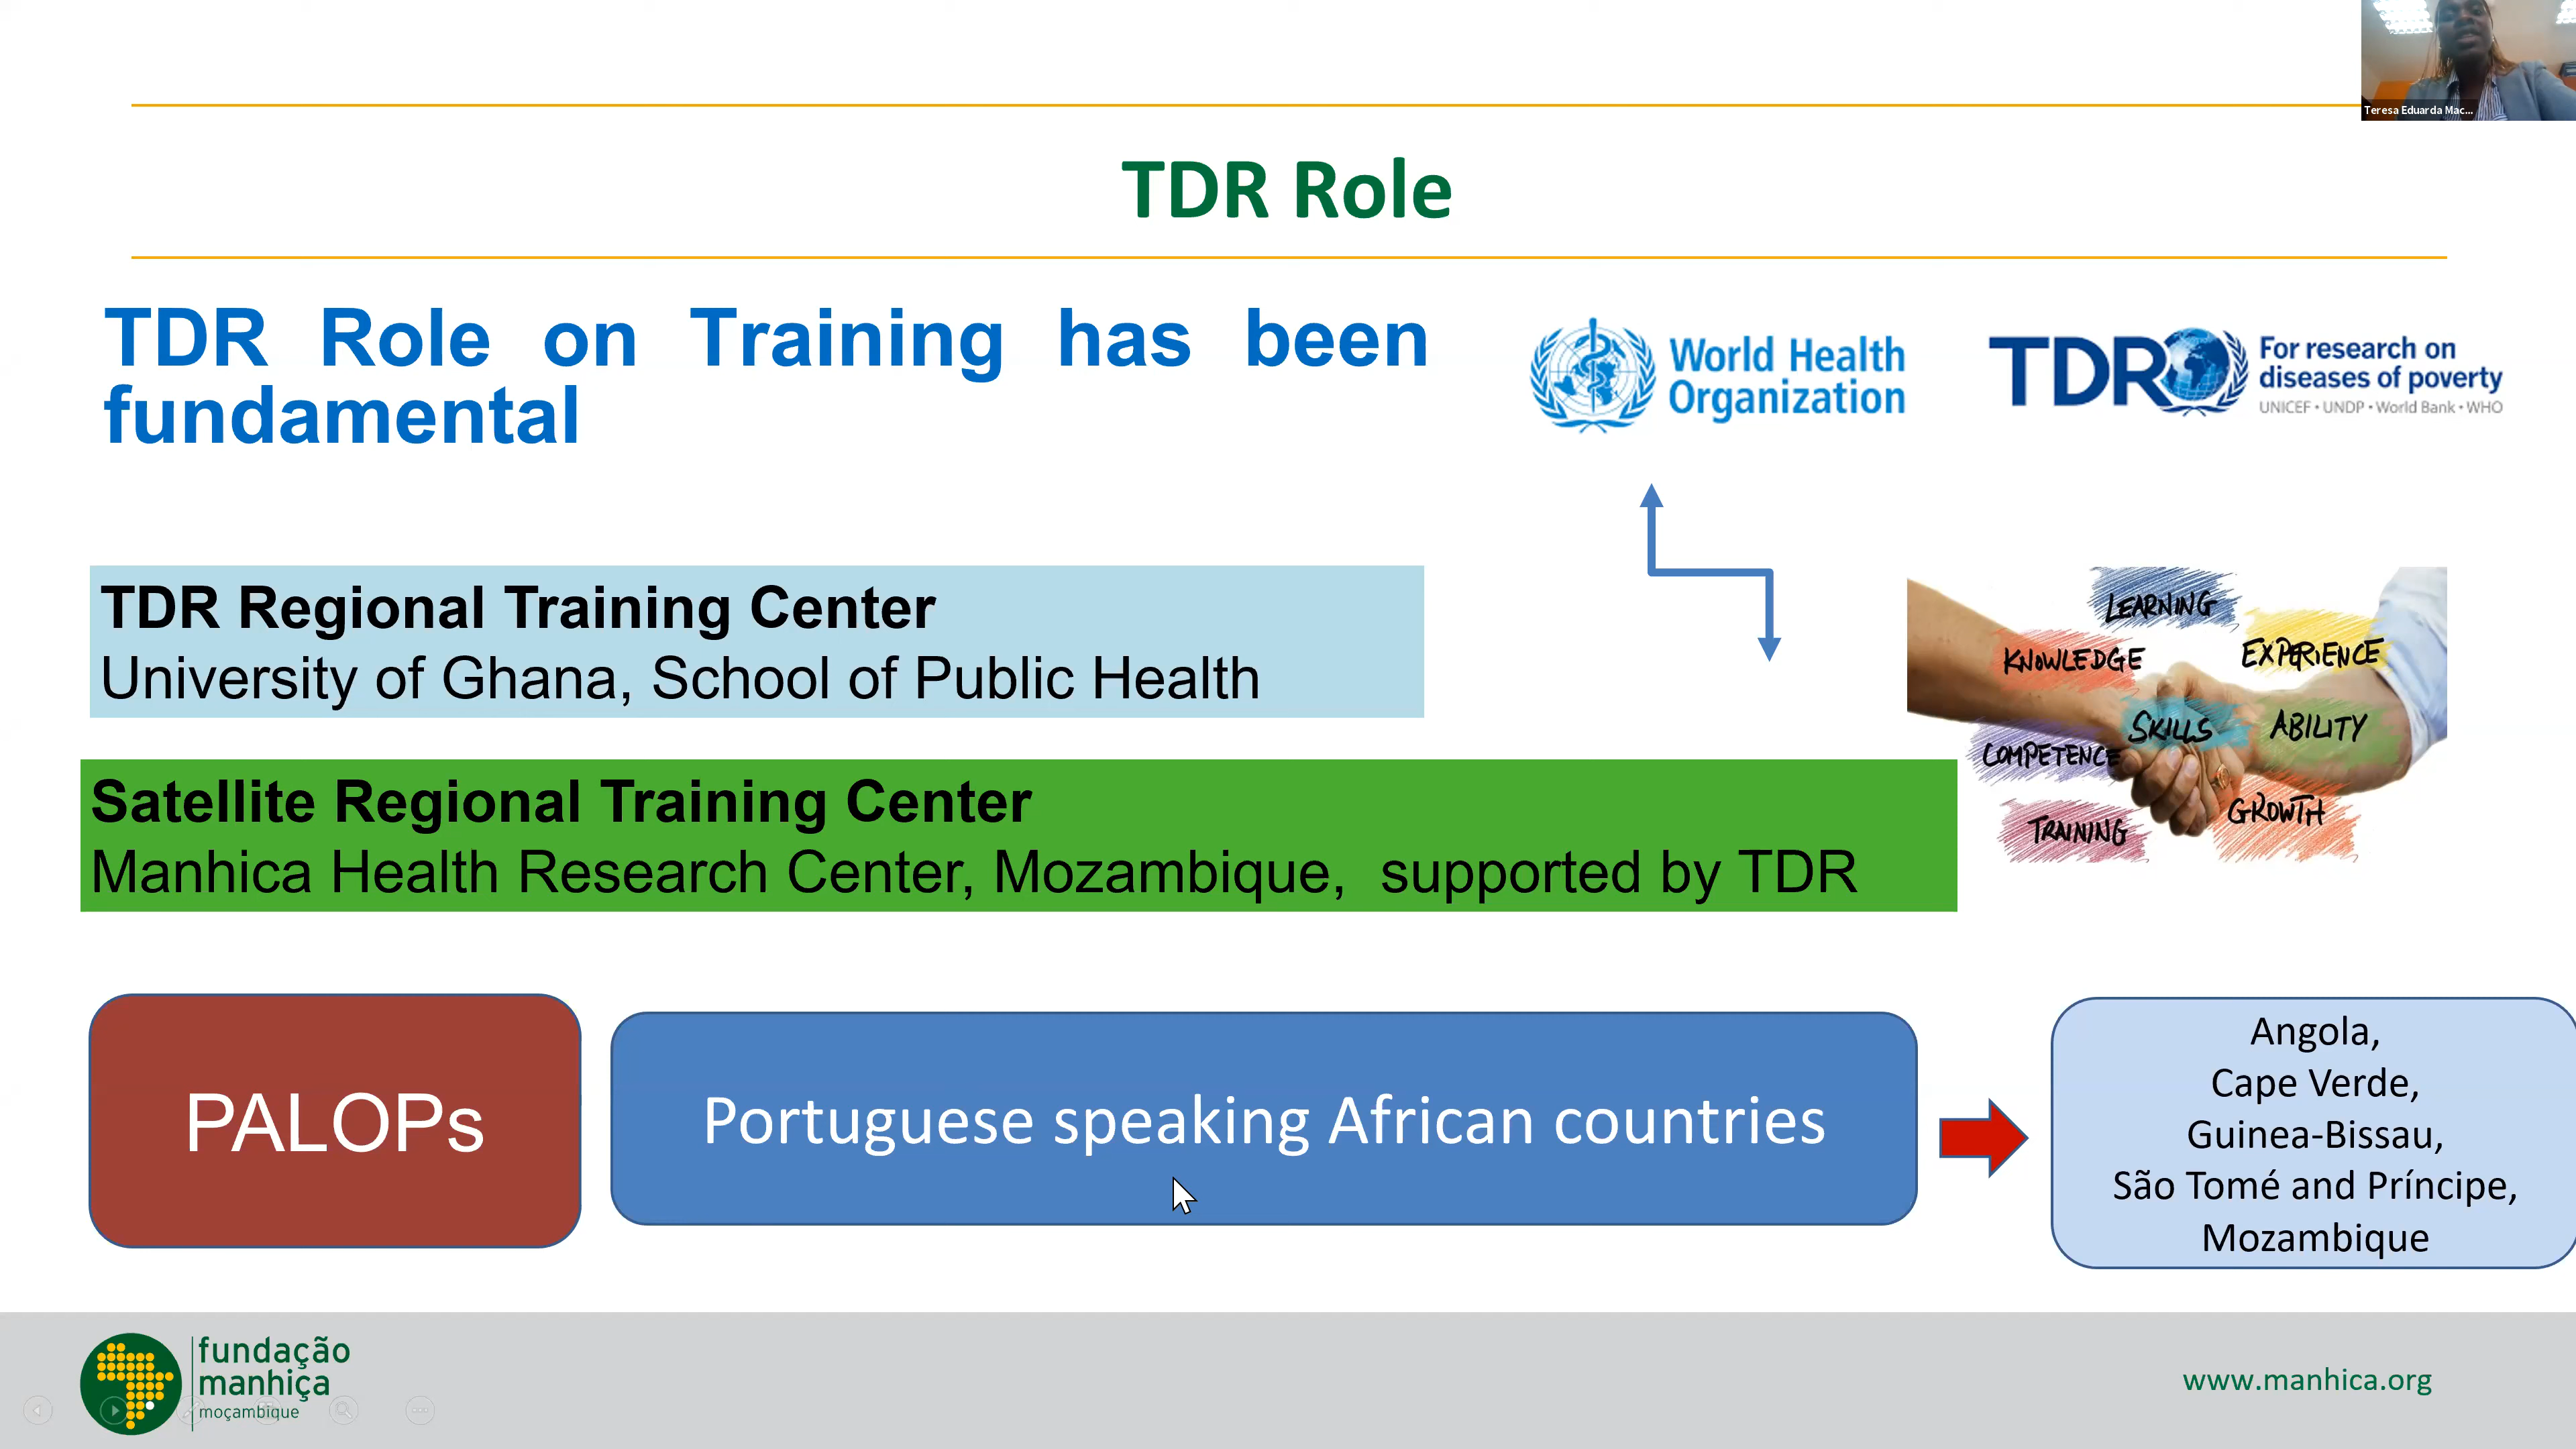 Teresa Eduarda Mac...
TDR Role
TDR Role on Training has been
fundamental
World Health
Organization
TDR
For research on
diseases of poverty
UNICEF • UNDP • World Bank • WHO
TDR Regional Training Center
University of Ghana, School of Public Health
LEARNING
KNOWLEDGE
EXPERIENCE
SKILLS
ABILITY
COMPETENCE
GROWTH
TRAINING
Satellite Regional Training Center
Manhica Health Research Center, Mozambique, supported by TDR
PALOPs
Portuguese speaking African countries
Angola,
Cape Verde,
Guinea-Bissau,
São Tomé and Príncipe,
Mozambique
fundação
manhiça
moçambique
www.manhica.org